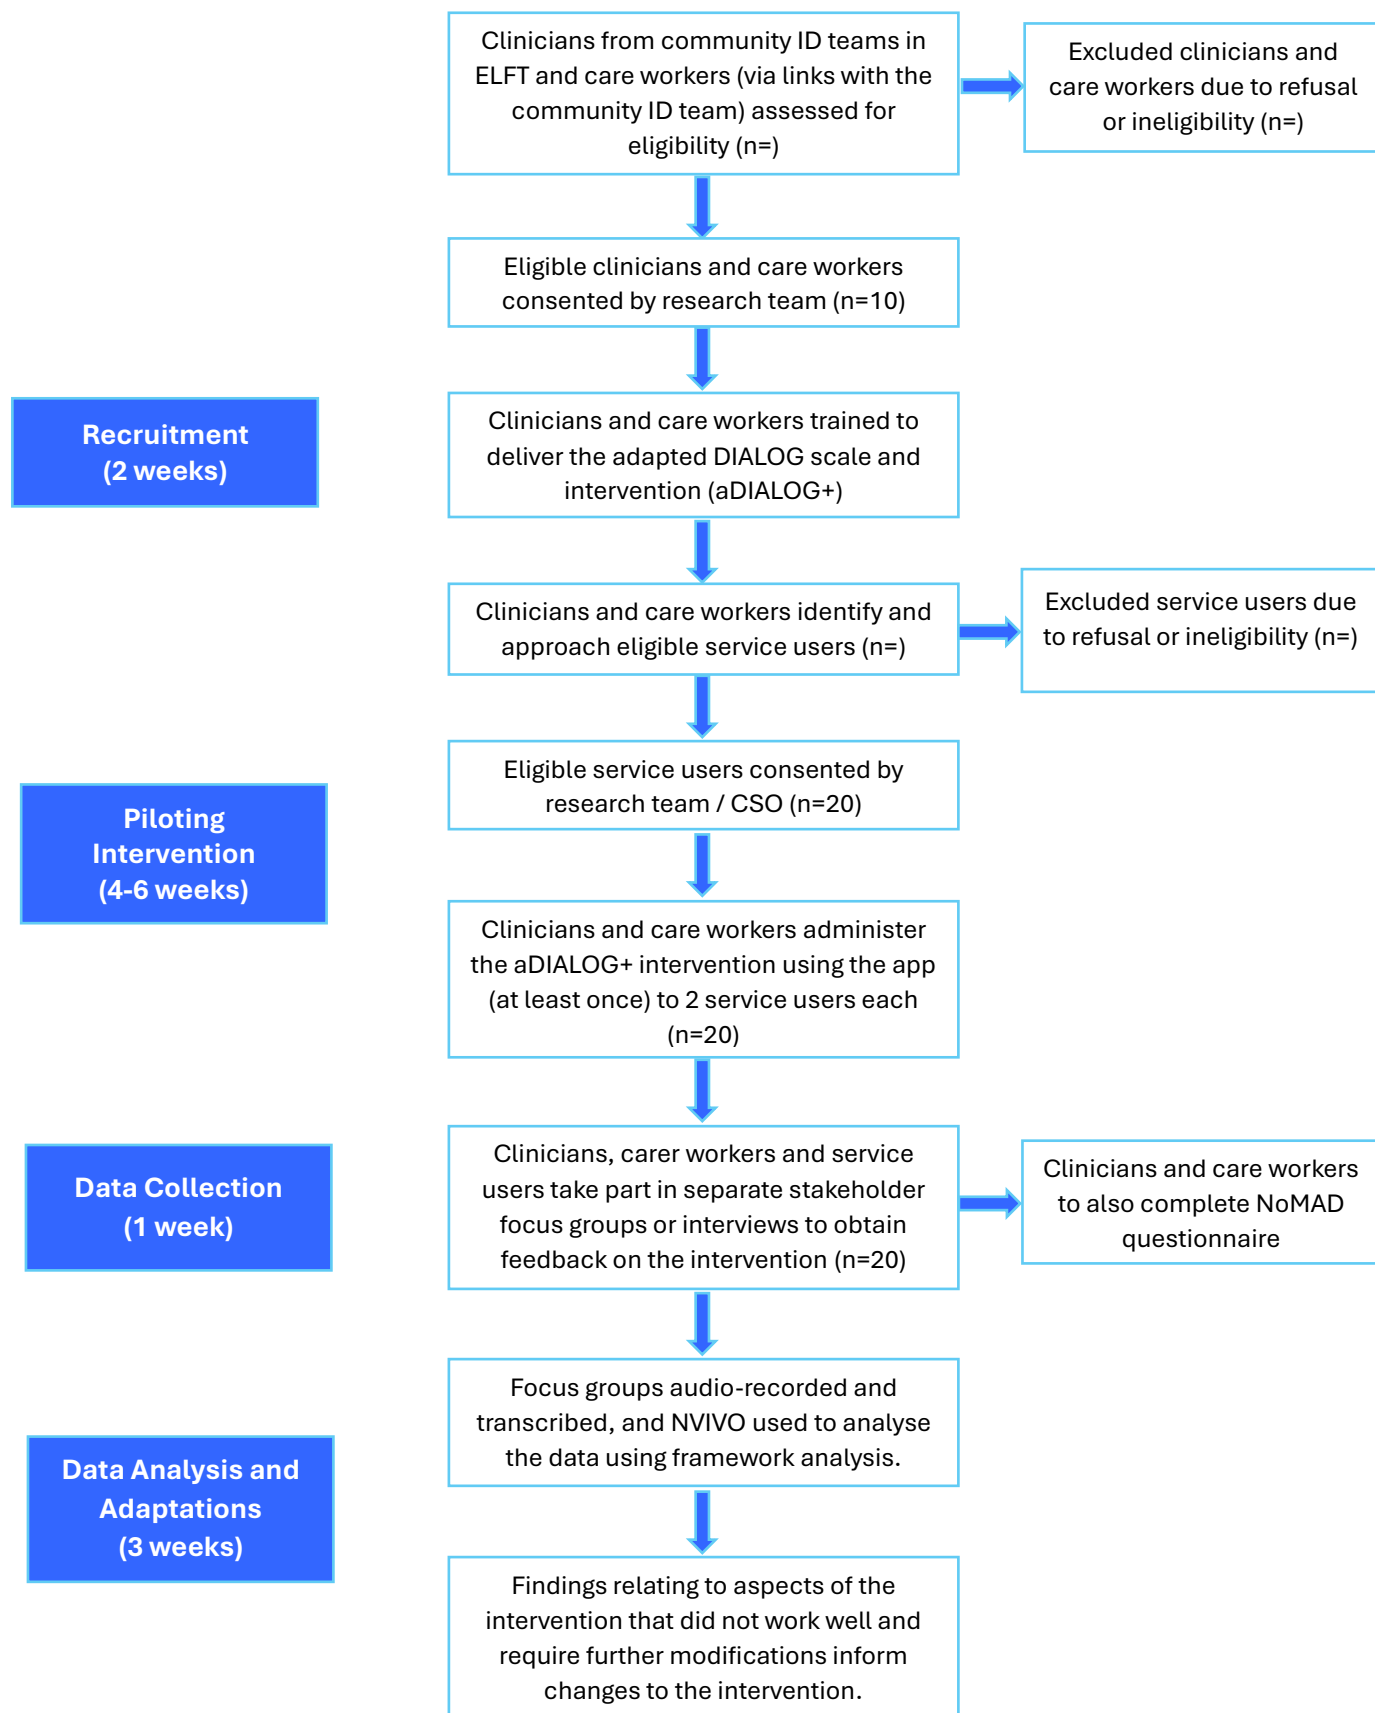 Clinicians from community ID teams in
ELFT and care workers (via links with the
community ID team) assessed for
eligibility (n=)
Excluded clinicians and
care workers due to refusal
or ineligibility (n=)
Eligible clinicians and care workers
consented by research team (n=10)
Recruitment
(2 weeks)
Clinicians and care workers trained to
deliver the adapted DIALOG scale and
intervention (aDIALOG+)
Clinicians and care workers identify and
approach eligible service users (n=)
Excluded service users due
to refusal or ineligibility (n=)
Piloting
Intervention
(4-6 weeks)
Eligible service users consented by
research team / CSO (n=20)
Clinicians and care workers administer
the aDIALOG+ intervention using the app
(at least once) to 2 service users each
(n=20)
Data Collection
(1 week)
Clinicians, carer workers and service
users take part in separate stakeholder
focus groups or interviews to obtain
feedback on the intervention (n=20)
Clinicians and care workers
to also complete NoMAD
questionnaire
Data Analysis and
Adaptations
(3 weeks)
Focus groups audio-recorded and
transcribed, and NVIVO used to analyse
the data using framework analysis.
Findings relating to aspects of the
intervention that did not work well and
require further modifications inform
changes to the intervention.